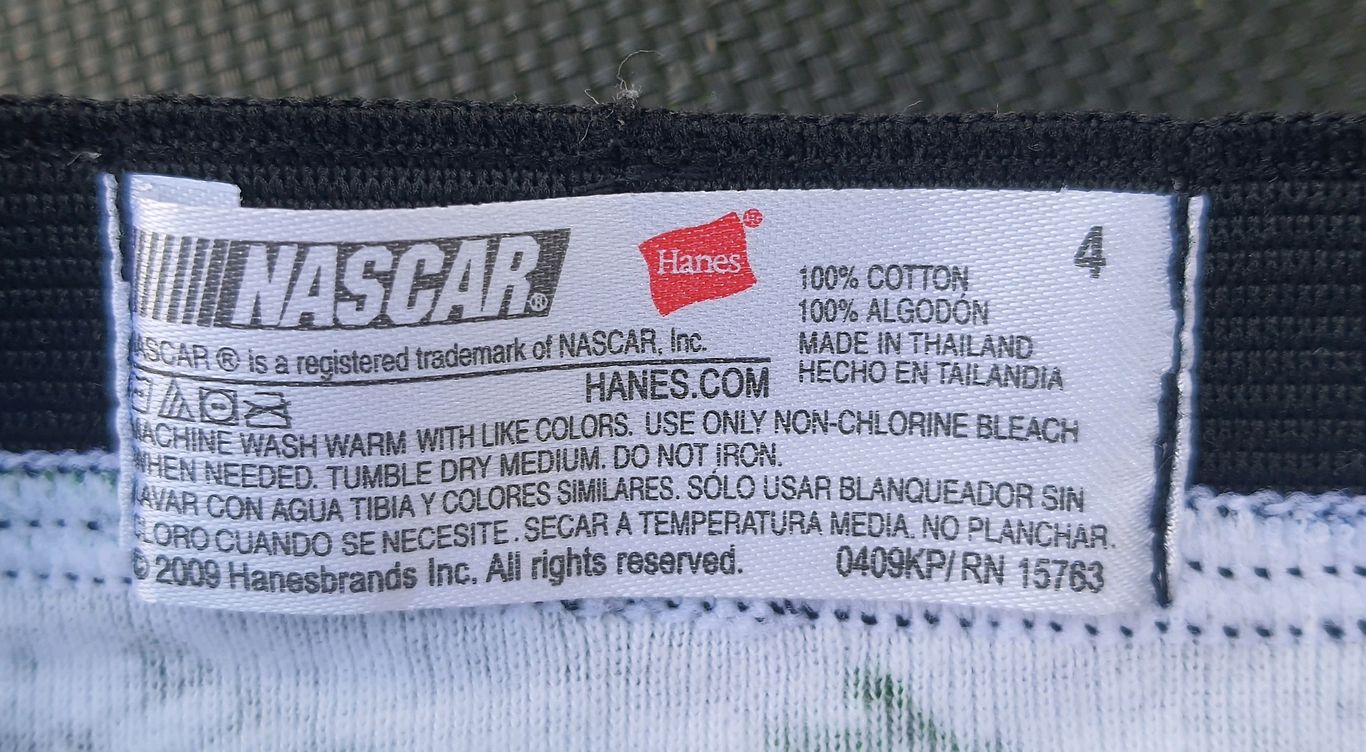 NASCAR®
Hanes®
4
100% COTTON
100% ALGODÓN
MADE IN THAILAND
HECHO EN TAILANDIA
ASCAR ® is a registered trademark of NASCAR, Inc.
HANES.COM
ACHINE WASH WARM WITH LIKE COLORS. USE ONLY NON-CHLORINE BLEACH
HEN NEEDED. TUMBLE DRY MEDIUM. DO NOT IRON.
AVAR CON AGUA TIBIA Y COLORES SIMILARES. SÓLO USAR BLANQUEADOR SIN
LORO CUANDO SE NECESITE. SECAR A TEMPERATURA MEDIA. NO PLANCHAR.
© 2009 Hanesbrands Inc. All rights reserved. 0409KP/ RN 15763